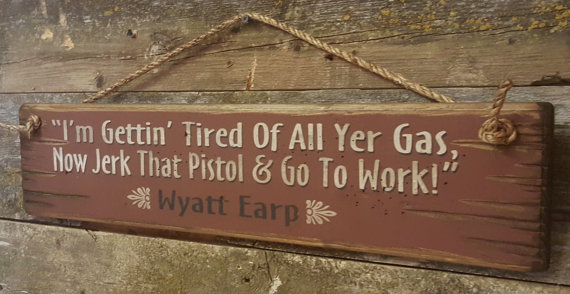 “I'm Gettin' Tired Of All Yer Gas,
Now Jerk That Pistol & Go To Work!”
Wyatt Earp